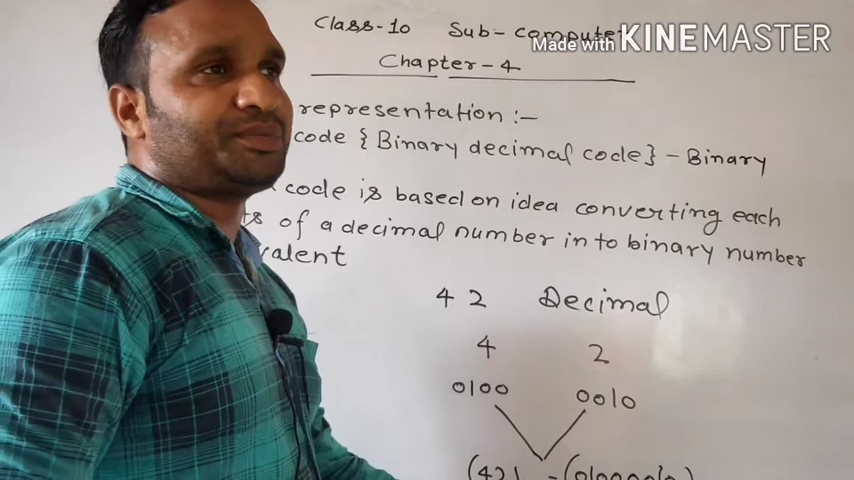 Class-10 Sub-computer
Made with KINEMASTER
Chapter-4
representation :-
code {Binary decimal code} - Binary
code is based on idea converting each
of a decimal number in to binary number
valent
42 Decimal
4 2
0100 0010